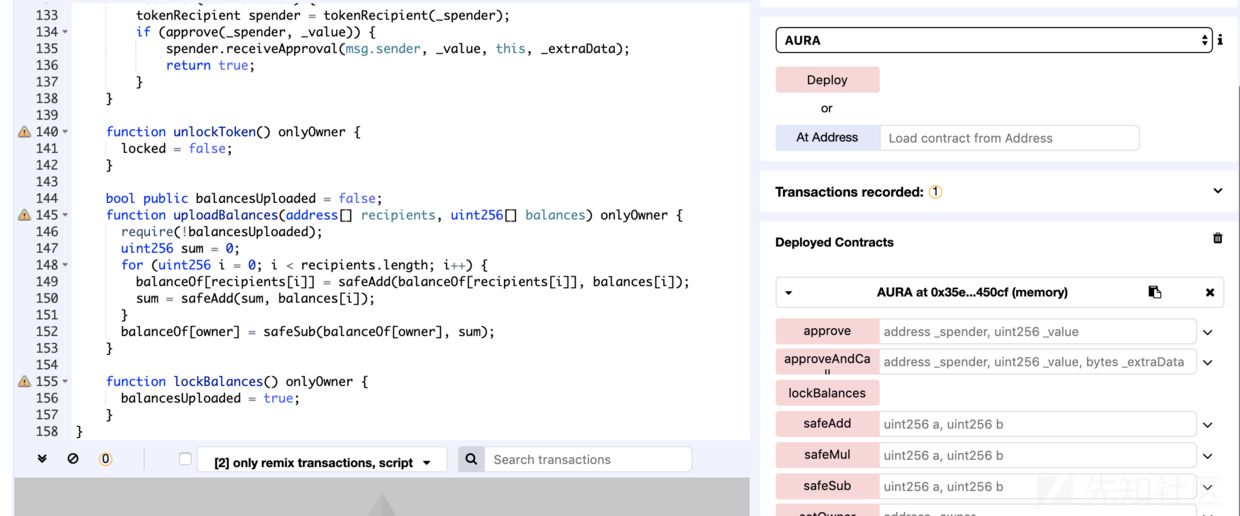 133 tokenRecipient spender = tokenRecipient(_spender);
134 if (approve(_spender, _value)) {
135 spender.receiveApproval(msg.sender, _value, this, _extraData);
136 return true;
137 }
138 }
139
140 function unlockToken() onlyOwner {
141 locked = false;
142 }
143
144 bool public balancesUploaded = false;
145 function uploadBalances(address[] recipients, uint256[] balances) onlyOwner {
146 require(!balancesUploaded);
147 uint256 sum = 0;
148 for (uint256 i = 0; i < recipients.length; i++) {
149 balanceOf[recipients[i]] = safeAdd(balanceOf[recipients[i]], balances[i]);
150 sum = safeAdd(sum, balances[i]);
151 }
152 balanceOf[owner] = safeSub(balanceOf[owner], sum);
153 }
154
155 function lockBalances() onlyOwner {
156 balancesUploaded = true;
157 }
158 }
0
[2] only remix transactions, script
Search transactions
AURA
Deploy
or
At Address Load contract from Address
Transactions recorded: 1
Deployed Contracts
AURA at 0x35e...450cf (memory)
approve address _spender, uint256 _value
approveAndCa
ll
address _spender, uint256 _value, bytes _extraData
lockBalances
safeAdd uint256 a, uint256 b
safeMul uint256 a, uint256 b
safeSub uint256 a, uint256 b
setOwner address _owner
先知社区